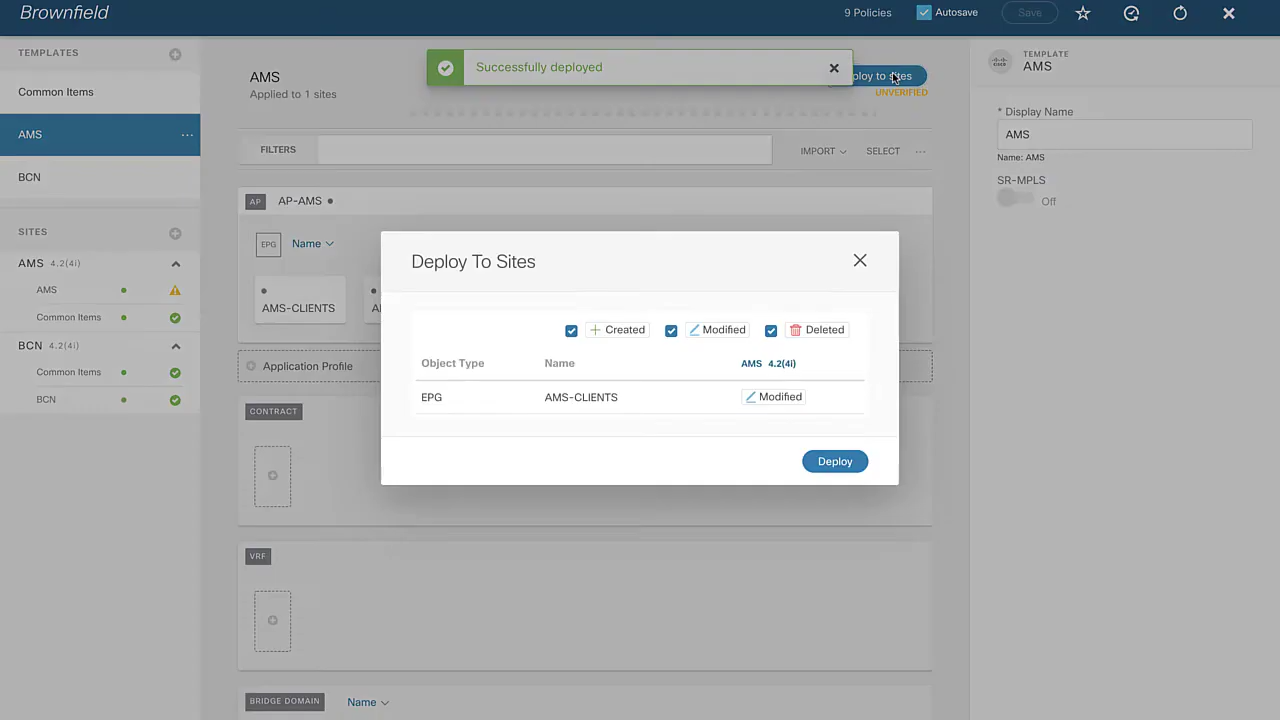 Brownfield
9 Policies
Autosave
Save
TEMPLATES
Common Items
AMS
BCN
SITES
AMS 4.2(4i)
AMS
Common Items
BCN 4.2(4i)
Common Items
BCN
AMS
Applied to 1 sites
Successfully deployed
ploy to sites
UNVERIFIED
FILTERS
IMPORT
SELECT
AP
AP-AMS
EPG
Name
AMS-CLIENTS
Application Profile
CONTRACT
VRF
BRIDGE DOMAIN
Name
Deploy To Sites
Created
Modified
Deleted
Object Type
Name
AMS 4.2(4i)
EPG
AMS-CLIENTS
Modified
Deploy
CISCO
TEMPLATE
AMS
* Display Name
AMS
Name: AMS
SR-MPLS
Off